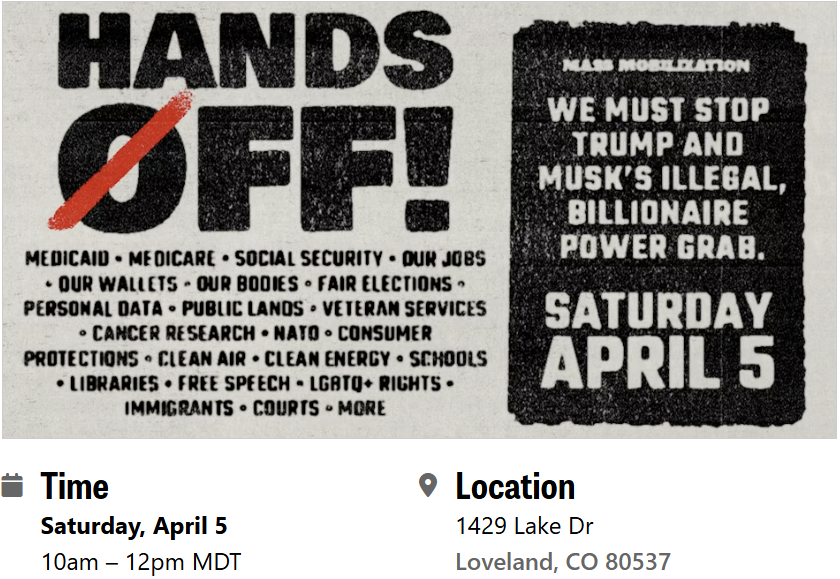 HANDS
OFF!
MEDICAID • MEDICARE • SOCIAL SECURITY • OUR JOBS
• OUR WALLETS • OUR BODIES • FAIR ELECTIONS •
PERSONAL DATA • PUBLIC LANDS • VETERAN SERVICES
• CANCER RESEARCH • NATO • CONSUMER
PROTECTIONS • CLEAN AIR • CLEAN ENERGY • SCHOOLS
• LIBRARIES • FREE SPEECH • LGBTQ+ RIGHTS •
IMMIGRANTS • COURTS • MORE
MASS MOBILIZATION
WE MUST STOP
TRUMP AND
MUSK'S ILLEGAL,
BILLIONAIRE
POWER GRAB.
SATURDAY
APRIL 5
Time
Saturday, April 5
10am – 12pm MDT
Location
1429 Lake Dr
Loveland, CO 80537